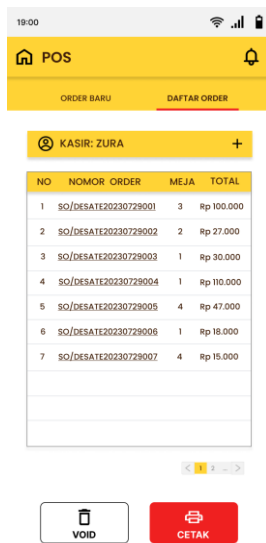 19:00
POS
ORDER BARU DAFTAR ORDER
KASIR: ZURA +
NO NOMOR ORDER MEJA TOTAL
1 SO/DESATE20230729001 3 Rp 100.000
2 SO/DESATE20230729002 2 Rp 27.000
3 SO/DESATE20230729003 1 Rp 30.000
4 SO/DESATE20230729004 1 Rp 110.000
5 SO/DESATE20230729005 4 Rp 47.000
6 SO/DESATE20230729006 1 Rp 18.000
7 SO/DESATE20230729007 4 Rp 15.000
< 1 2 ... >
VOID CETAK